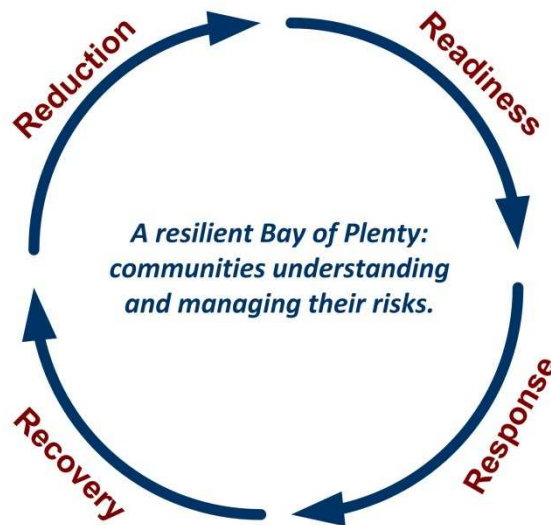 Reduction
Readiness
A resilient Bay of Plenty:
communities understanding
and managing their risks.
Recovery
Response